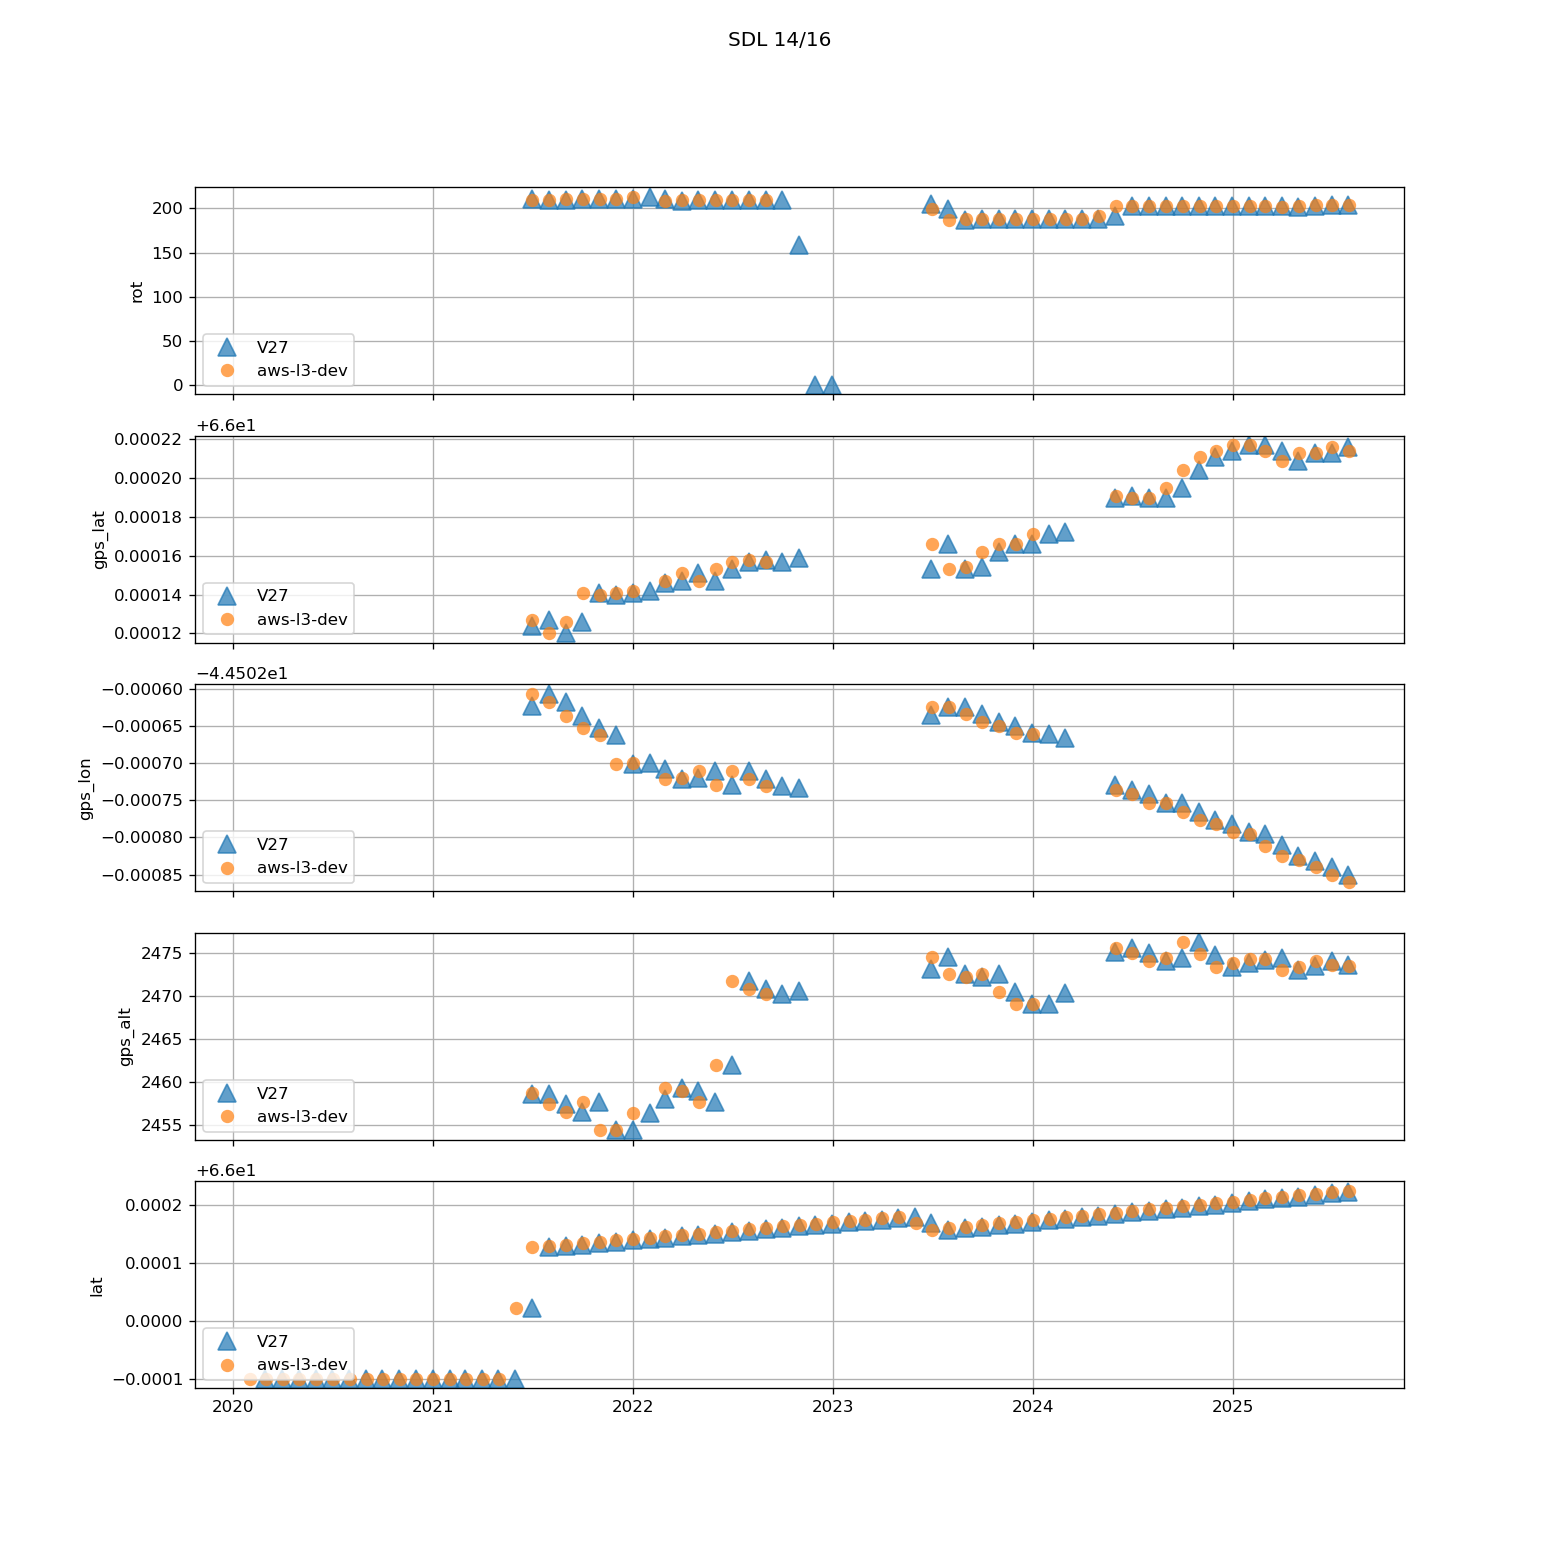 SDL 14/16
200
150
100
50
0
rot
V27
aws-l3-dev
+6.6e1
0.00022
0.00020
0.00018
0.00016
0.00014
0.00012
gps_lat
V27
aws-l3-dev
−4.4502e1
−0.00060
−0.00065
−0.00070
−0.00075
−0.00080
−0.00085
gps_lon
V27
aws-l3-dev
2475
2470
2465
2460
2455
gps_alt
V27
aws-l3-dev
+6.6e1
0.0002
0.0001
0.0000
−0.0001
lat
V27
aws-l3-dev
2020 2021 2022 2023 2024 2025